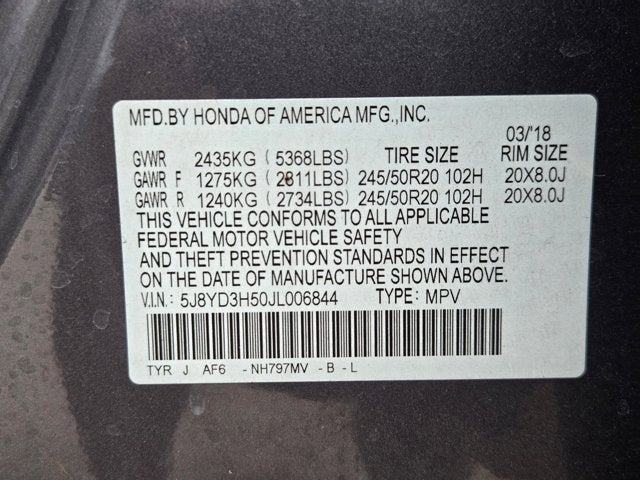 MFD.BY HONDA OF AMERICA MFG.,INC.
03/'18
GVWR 2435KG ( 5368LBS) TIRE SIZE RIM SIZE
GAWR F 1275KG ( 2811LBS) 245/50R20 102H 20X8.0J
GAWR R 1240KG ( 2734LBS) 245/50R20 102H 20X8.0J
THIS VEHICLE CONFORMS TO ALL APPLICABLE
FEDERAL MOTOR VEHICLE SAFETY
AND THEFT PREVENTION STANDARDS IN EFFECT
ON THE DATE OF MANUFACTURE SHOWN ABOVE.
V.I.N.: 5J8YD3H50JL006844 TYPE: MPV
TYR J AF6 - NH797MV - B - L